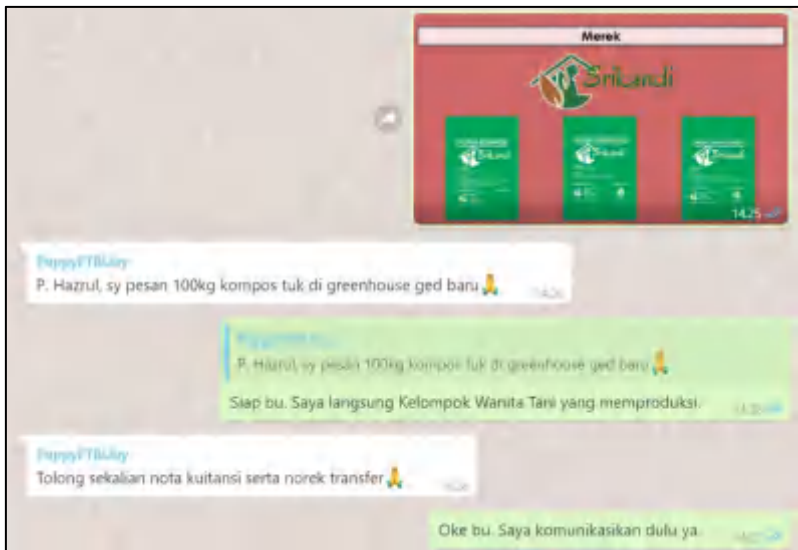 Merek
Srikandi
14.25
P. Hazrul, sy pesan 100kg kompos tuk di greenhouse ged baru🙏
P. Hazrul, sy pesan 100kg kompos tuk di greenhouse ged baru🙏
Siap bu. Saya langsung Kelompok Wanita Tani yang memproduksi.
Tolong sekalian nota kuitansi serta norek transfer🙏
Oke bu. Saya komunikasikan dulu ya.